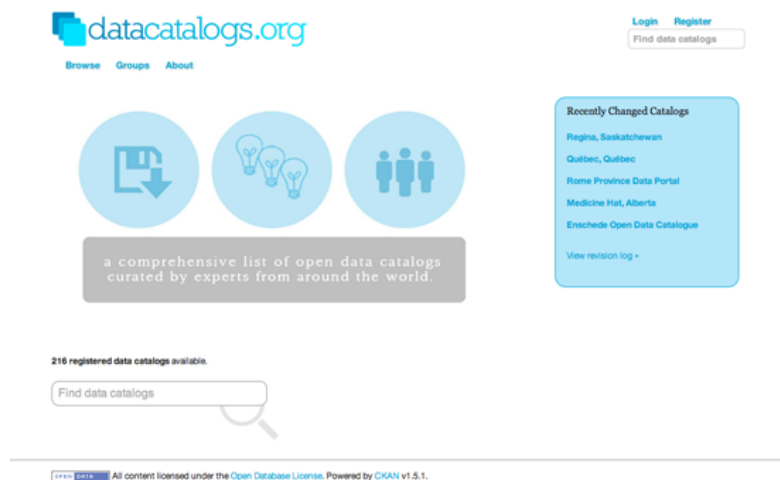 datacatalogs.org
Login Register
Find data catalogs
Browse Groups About
Recently Changed Catalogs
Regina, Saskatchewan
Québec, Québec
Rome Province Data Portal
Medicine Hat, Alberta
Enschede Open Data Catalogue
View revision log »
a comprehensive list of open data catalogs
curated by experts from around the world.
216 registered data catalogs available.
Find data catalogs
OPEN DATA All content licensed under the Open Database License. Powered by CKAN v1.5.1.